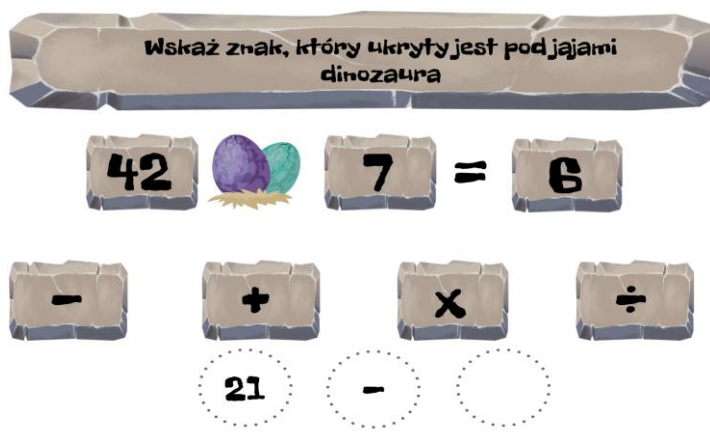 Wskaż znak, który ukryty jest pod jajami
dinozaura
42 7 = 6
- + x ÷
21 -